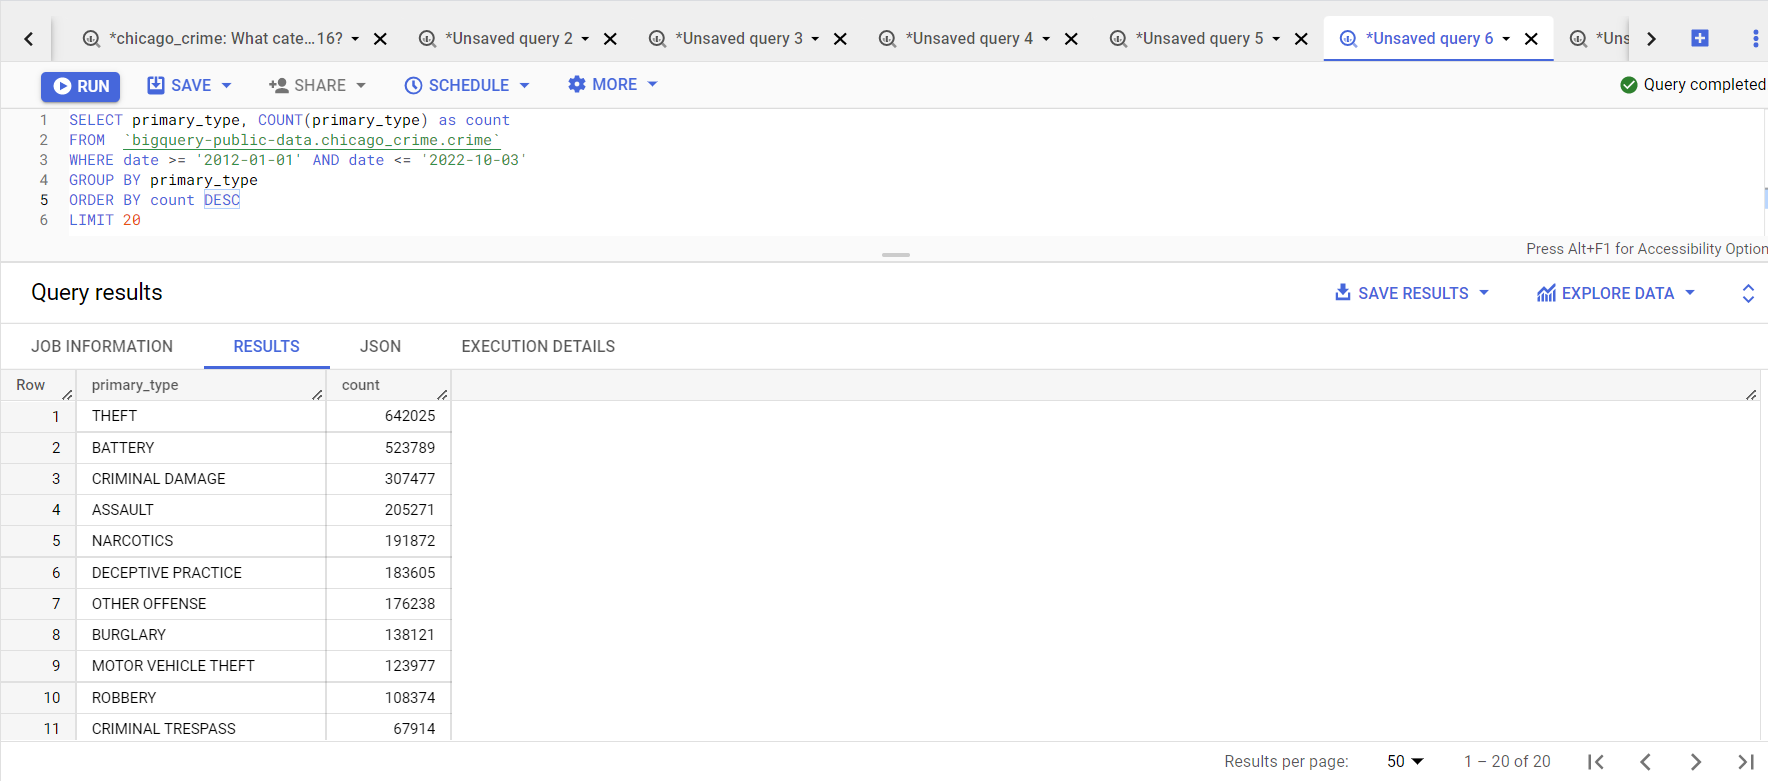 *chicago_crime: What cate...16?
*Unsaved query 2
*Unsaved query 3
*Unsaved query 4
*Unsaved query 5
*Unsaved query 6
*Uns
RUN
SAVE
SHARE
SCHEDULE
MORE
Query completed
1 SELECT primary_type, COUNT(primary_type) as count
2 FROM `bigquery-public-data.chicago_crime.crime`
3 WHERE date >= '2012-01-01' AND date <= '2022-10-03'
4 GROUP BY primary_type
5 ORDER BY count DESC
6 LIMIT 20
Press Alt+F1 for Accessibility Option
Query results
SAVE RESULTS
EXPLORE DATA
JOB INFORMATION
RESULTS
JSON
EXECUTION DETAILS
Row primary_type count
1 THEFT 642025
2 BATTERY 523789
3 CRIMINAL DAMAGE 307477
4 ASSAULT 205271
5 NARCOTICS 191872
6 DECEPTIVE PRACTICE 183605
7 OTHER OFFENSE 176238
8 BURGLARY 138121
9 MOTOR VEHICLE THEFT 123977
10 ROBBERY 108374
11 CRIMINAL TRESPASS 67914
Results per page: 50 1 – 20 of 20